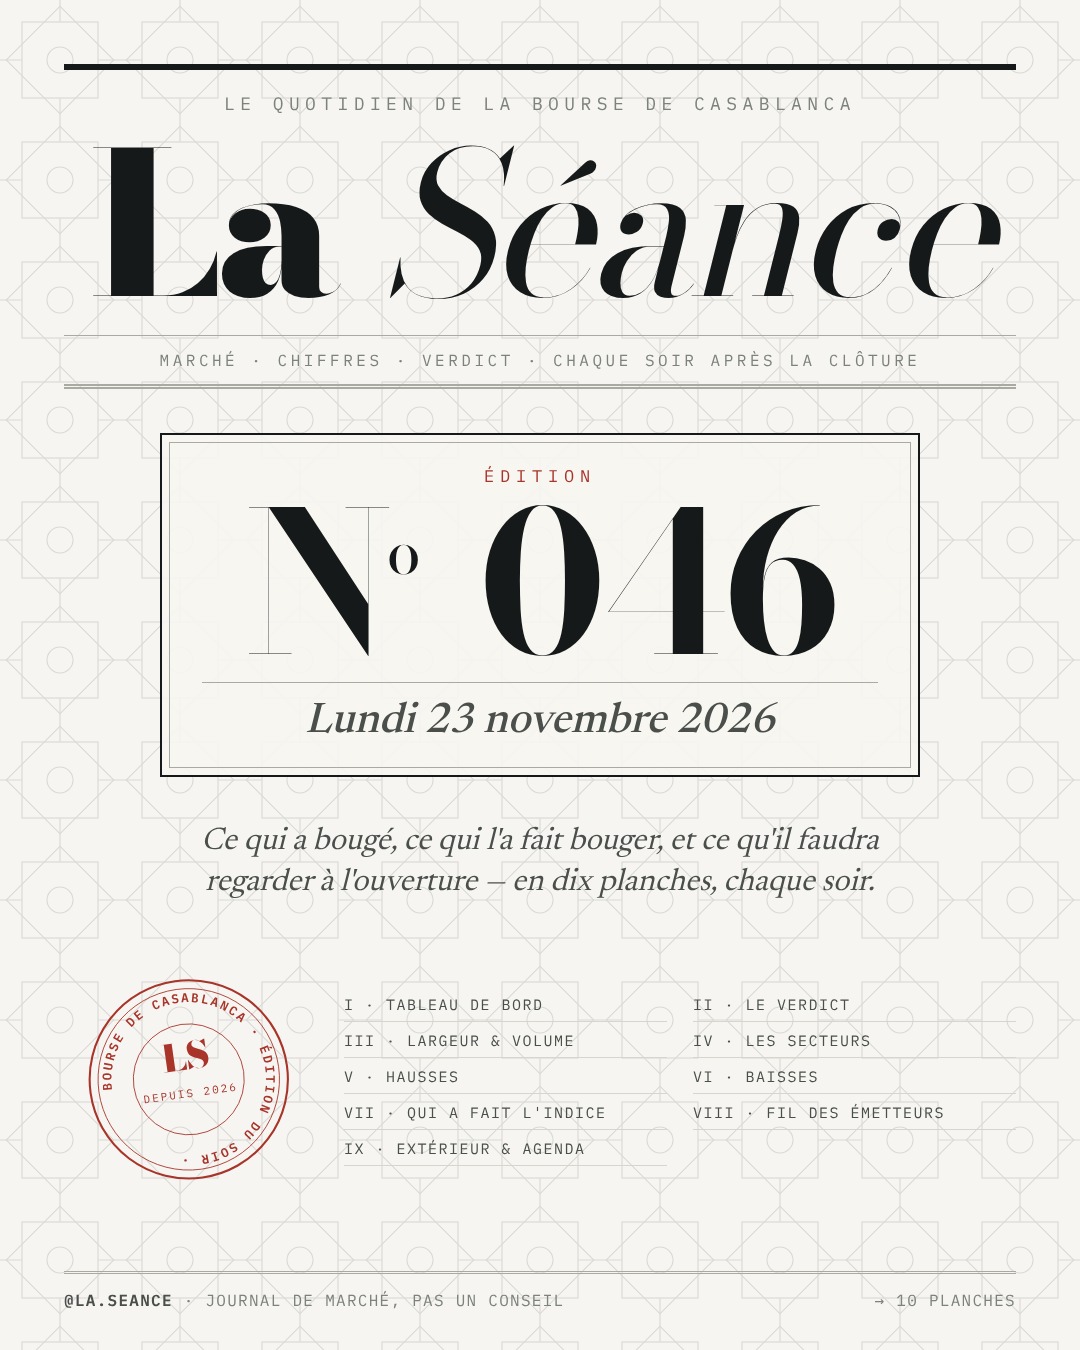 LE QUOTIDIEN DE LA BOURSE DE CASABLANCA
La Séance
MARCHÉ · CHIFFRES · VERDICT · CHAQUE SOIR APRÈS LA CLÔTURE
ÉDITION
Nº 046
Lundi 23 novembre 2026
Ce qui a bougé, ce qui l'a fait bouger, et ce qu'il faudra
regarder à l'ouverture — en dix planches, chaque soir.
BOURSE DE CASABLANCA · ÉDITION DU SOIR ·
LS
DEPUIS 2026
I · TABLEAU DE BORD
II · LE VERDICT
III · LARGEUR & VOLUME
IV · LES SECTEURS
V · HAUSSES
VI · BAISSES
VII · QUI A FAIT L'INDICE
VIII · FIL DES ÉMETTEURS
IX · EXTÉRIEUR & AGENDA
@LA.SEANCE · JOURNAL DE MARCHÉ, PAS UN CONSEIL
→ 10 PLANCHES